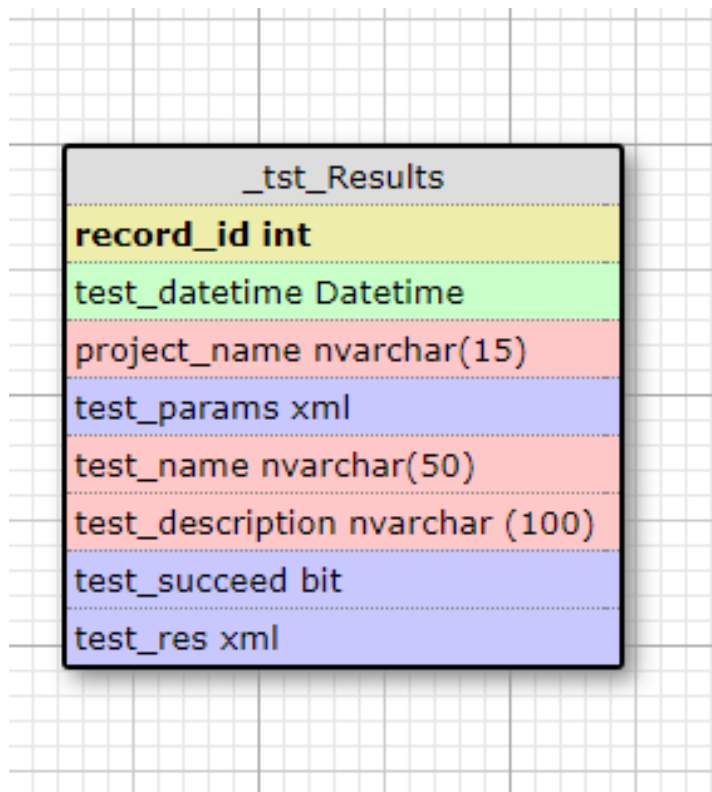 _tst_Results
record_id int
test_datetime Datetime
project_name nvarchar(15)
test_params xml
test_name nvarchar(50)
test_description nvarchar (100)
test_succeed bit
test_res xml